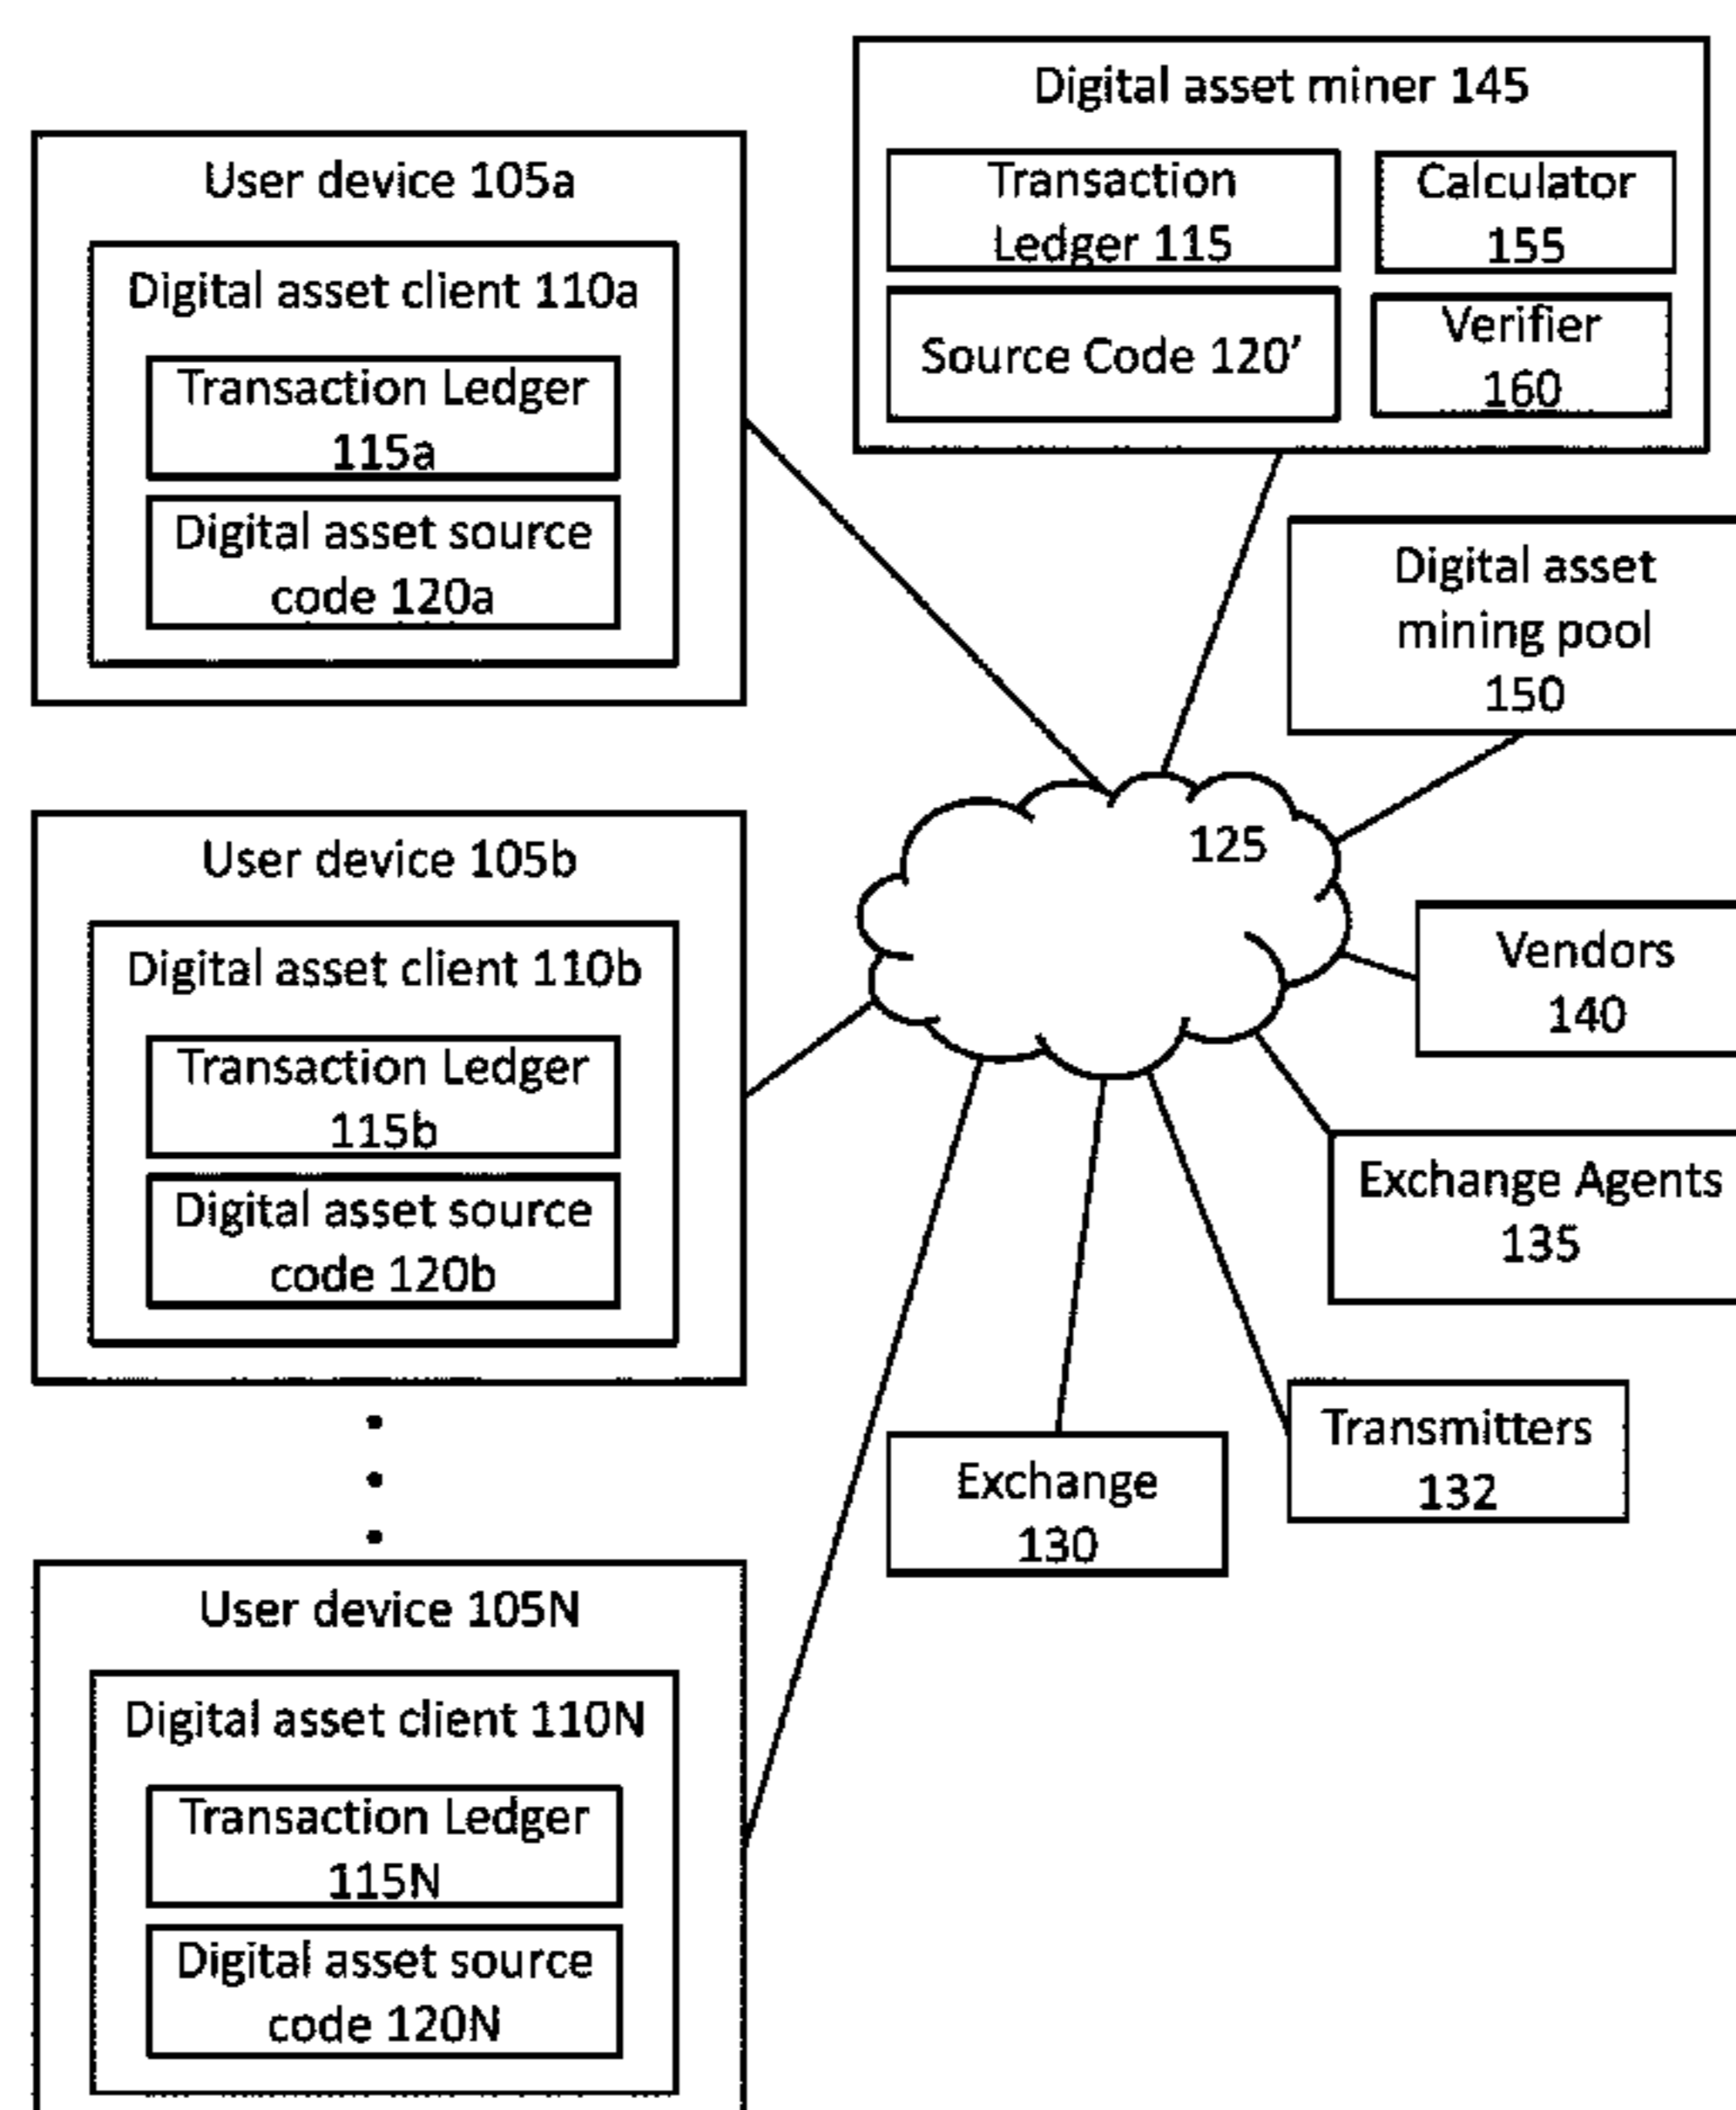 User device 105a
Digital asset client 110a
Transaction Ledger
115a
Digital asset source
code 120a
Digital asset miner 145
Transaction
Ledger 115
Calculator
155
Source Code 120’
Verifier
160
Digital asset
mining pool
150
125
User device 105b
Digital asset client 110b
Transaction Ledger
115b
Digital asset source
code 120b
Vendors
140
Exchange Agents
135
Transmitters
132
Exchange
130
User device 105N
Digital asset client 110N
Transaction Ledger
115N
Digital asset source
code 120N